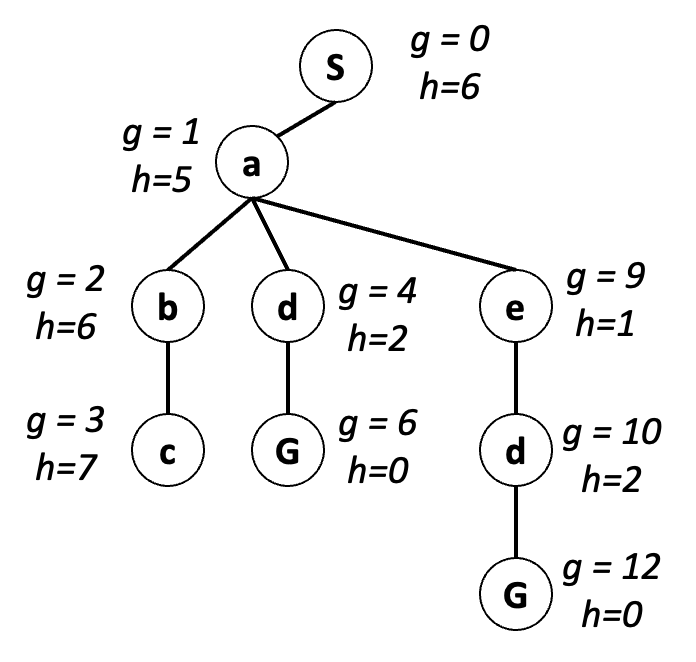 S
g = 0
h=6
g = 1
h=5
a
g = 2
h=6
b
d
g = 4
h=2
e
g = 9
h=1
g = 3
h=7
c
G
g = 6
h=0
d
g = 10
h=2
G
g = 12
h=0